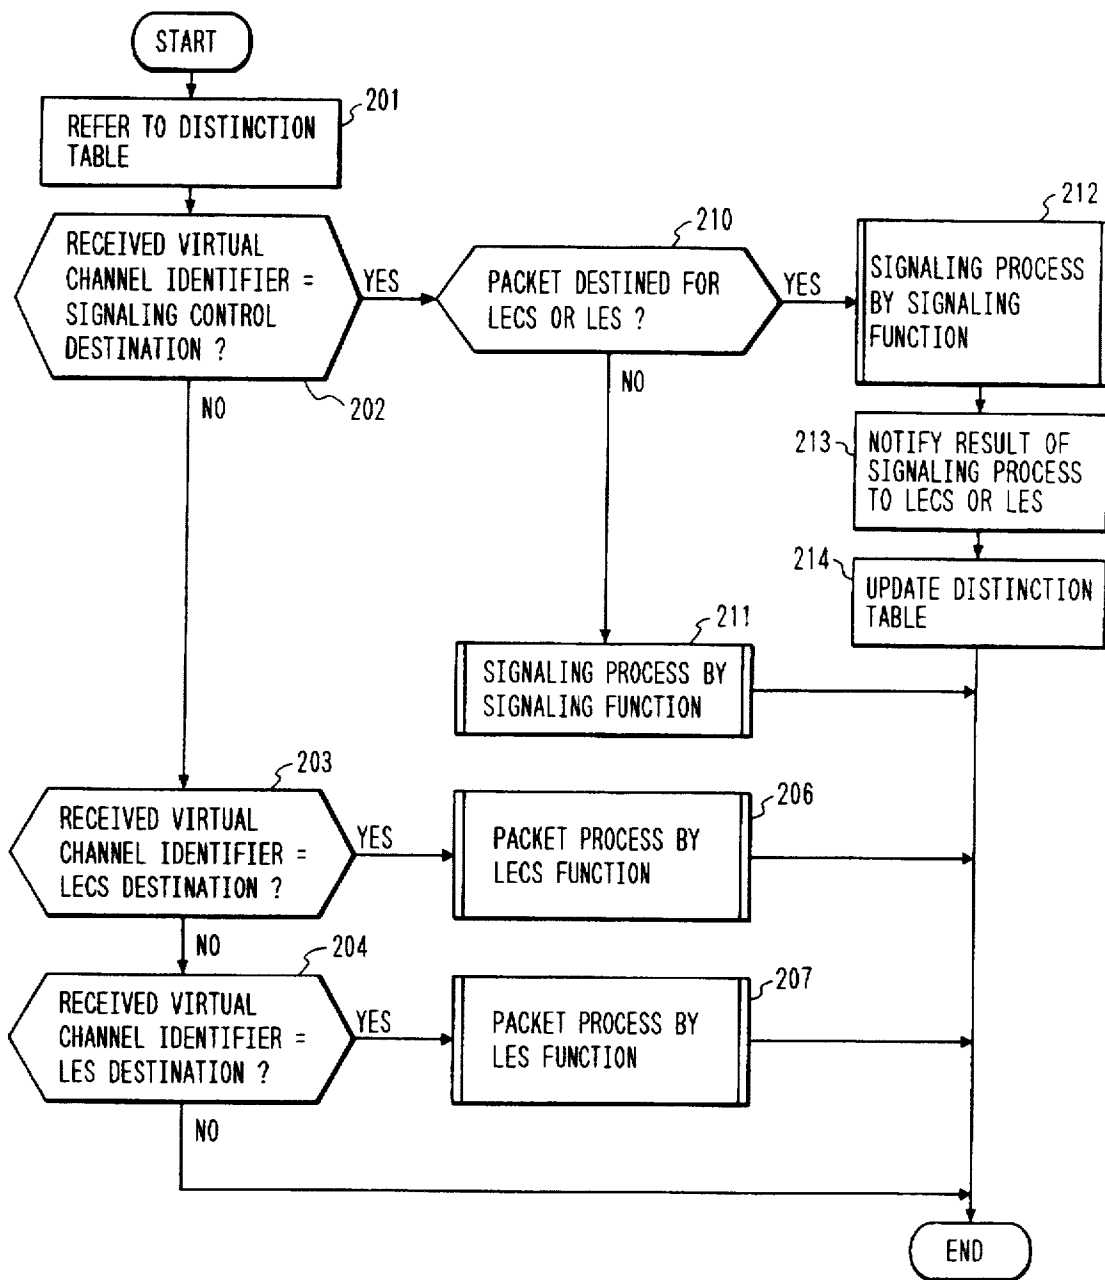 START
201
REFER TO DISTINCTION
TABLE
RECEIVED VIRTUAL
CHANNEL IDENTIFIER =
SIGNALING CONTROL
DESTINATION ?
YES
NO
202
210
PACKET DESTINED FOR
LECS OR LES ?
YES
NO
212
SIGNALING PROCESS
BY SIGNALING
FUNCTION
213
NOTIFY RESULT OF
SIGNALING PROCESS
TO LECS OR LES
214
UPDATE DISTINCTION
TABLE
211
SIGNALING PROCESS BY
SIGNALING FUNCTION
203
RECEIVED VIRTUAL
CHANNEL IDENTIFIER =
LECS DESTINATION ?
YES
NO
206
PACKET PROCESS BY
LECS FUNCTION
204
RECEIVED VIRTUAL
CHANNEL IDENTIFIER =
LES DESTINATION ?
YES
NO
207
PACKET PROCESS BY
LES FUNCTION
END